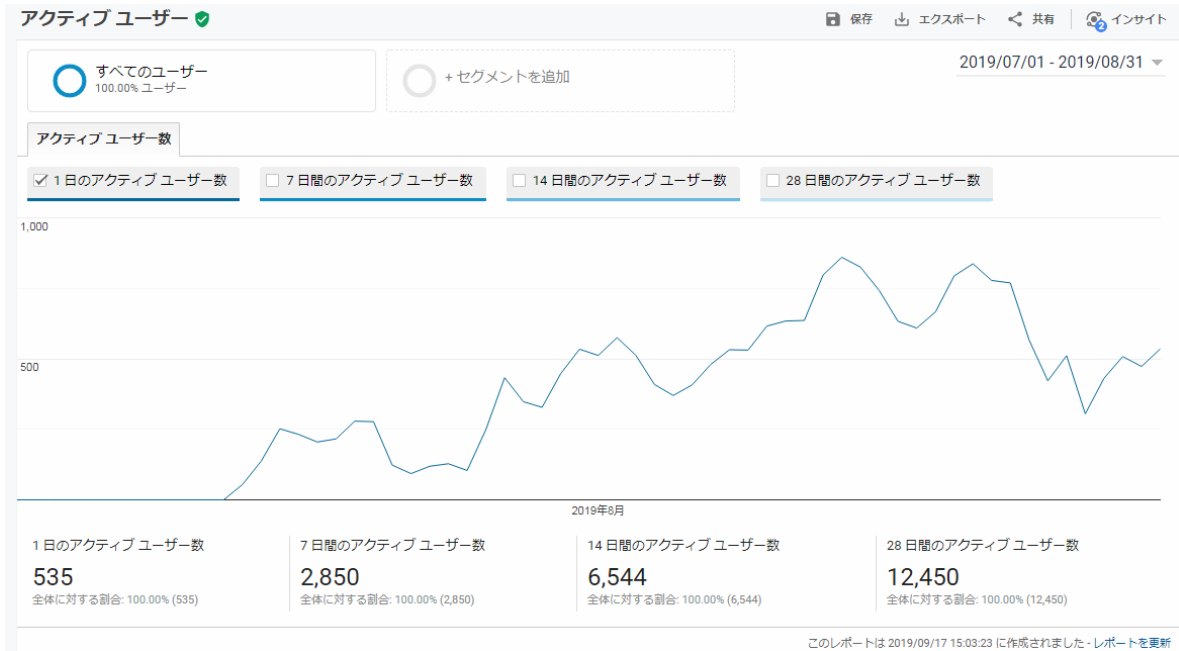 アクティブ ユーザー
保存 エクスポート 共有 2 インサイト
すべてのユーザー
100.00% ユーザー
+ セグメントを追加
2019/07/01 - 2019/08/31
アクティブ ユーザー数
1 日のアクティブ ユーザー数 7 日間のアクティブ ユーザー数 14 日間のアクティブ ユーザー数 28 日間のアクティブ ユーザー数
1,000
500
2019年8月
1 日のアクティブ ユーザー数 7 日間のアクティブ ユーザー数 14 日間のアクティブ ユーザー数 28 日間のアクティブ ユーザー数
535 2,850 6,544 12,450
全体に対する割合: 100.00% (535) 全体に対する割合: 100.00% (2,850) 全体に対する割合: 100.00% (6,544) 全体に対する割合: 100.00% (12,450)
このレポートは 2019/09/17 15:03:23 に作成されました - レポートを更新